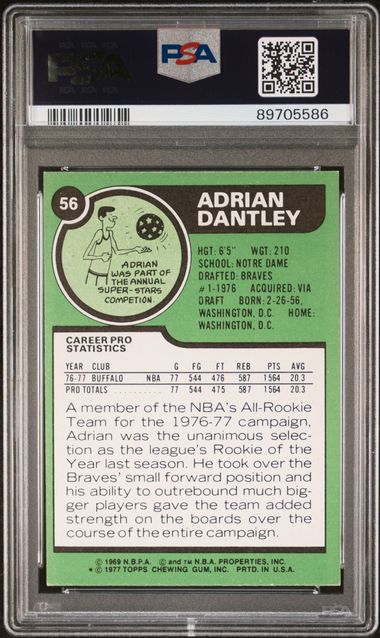 PSA
PSA
89705586
56
ADRIAN
DANTLEY
ADRIAN
WAS PART OF
THE ANNUAL
SUPER-STARS
COMPETION.
HGT: 6'5" WGT: 210
SCHOOL: NOTRE DAME
DRAFTED: BRAVES
#1-1976 ACQUIRED: VIA
DRAFT BORN: 2-26-56,
WASHINGTON, D.C. HOME:
WASHINGTON, D.C.
CAREER PRO
STATISTICS
YEAR CLUB G FG FT REB PTS AVG
76-77 BUFFALO NBA 77 544 476 587 1564 20.3
PRO TOTALS .......... 77 544 475 587 1564 20.3
A member of the NBA's All-Rookie
Team for the 1976-77 campaign,
Adrian was the unanimous selec-
tion as the league's Rookie of the
Year last season. He took over the
Braves' small forward position and
his ability to outrebound much big-
ger players gave the team added
strength on the boards over the
course of the entire campaign.
© 1969 N.B.P.A. © and ™ N.B.A. PROPERTIES, INC.
* © 1977 TOPPS CHEWING GUM, INC. PRTD. IN U.S.A.